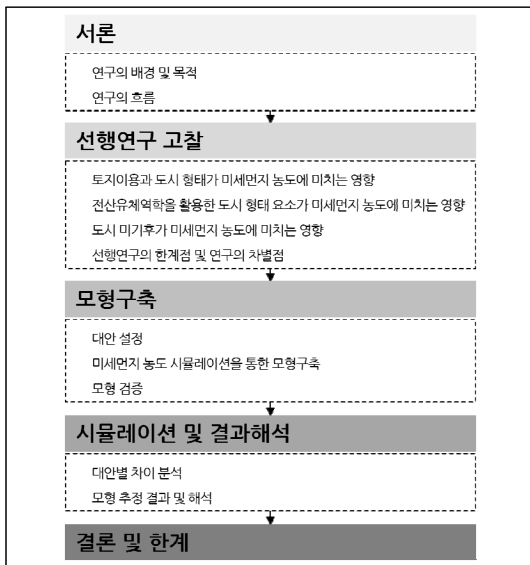 서론
연구의 배경 및 목적
연구의 흐름
선행연구 고찰
토지이용과 도시 형태가 미세먼지 농도에 미치는 영향
전산유체역학을 활용한 도시 형태 요소가 미세먼지 농도에 미치는 영향
도시 미기후가 미세먼지 농도에 미치는 영향
선행연구의 한계점 및 연구의 차별점
모형구축
대안 설정
미세먼지 농도 시뮬레이션을 통한 모형구축
모형 검증
시뮬레이션 및 결과해석
대안별 차이 분석
모형 추정 결과 및 해석
결론 및 한계